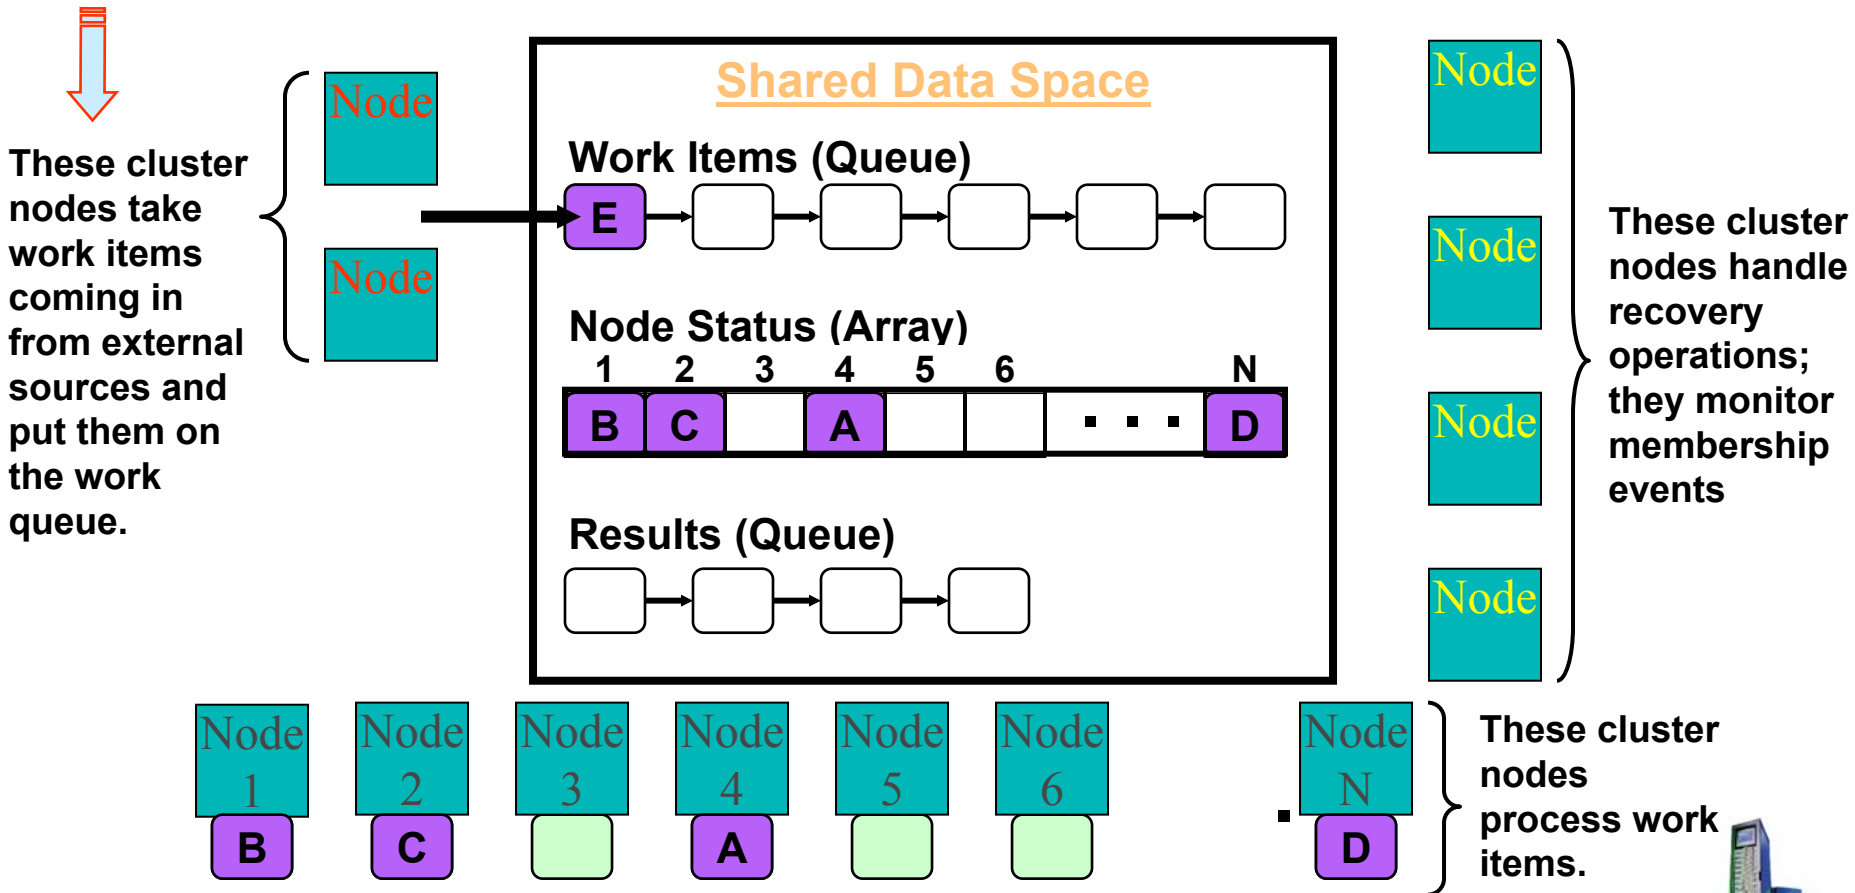 Shared Data Space
These cluster
nodes take
work items
coming in
from external
sources and
put them on
the work
queue.
Node
Node
Work Items (Queue)
E
Node Status (Array)
1 2 3 4 5 6 N
B C A . . . D
Results (Queue)
Node
Node
Node
Node
These cluster
nodes handle
recovery
operations;
they monitor
membership
events
Node
1
B
Node
2
C
Node
3
Node
4
A
Node
5
Node
6
.
Node
N
D
These cluster
nodes
process work
items.